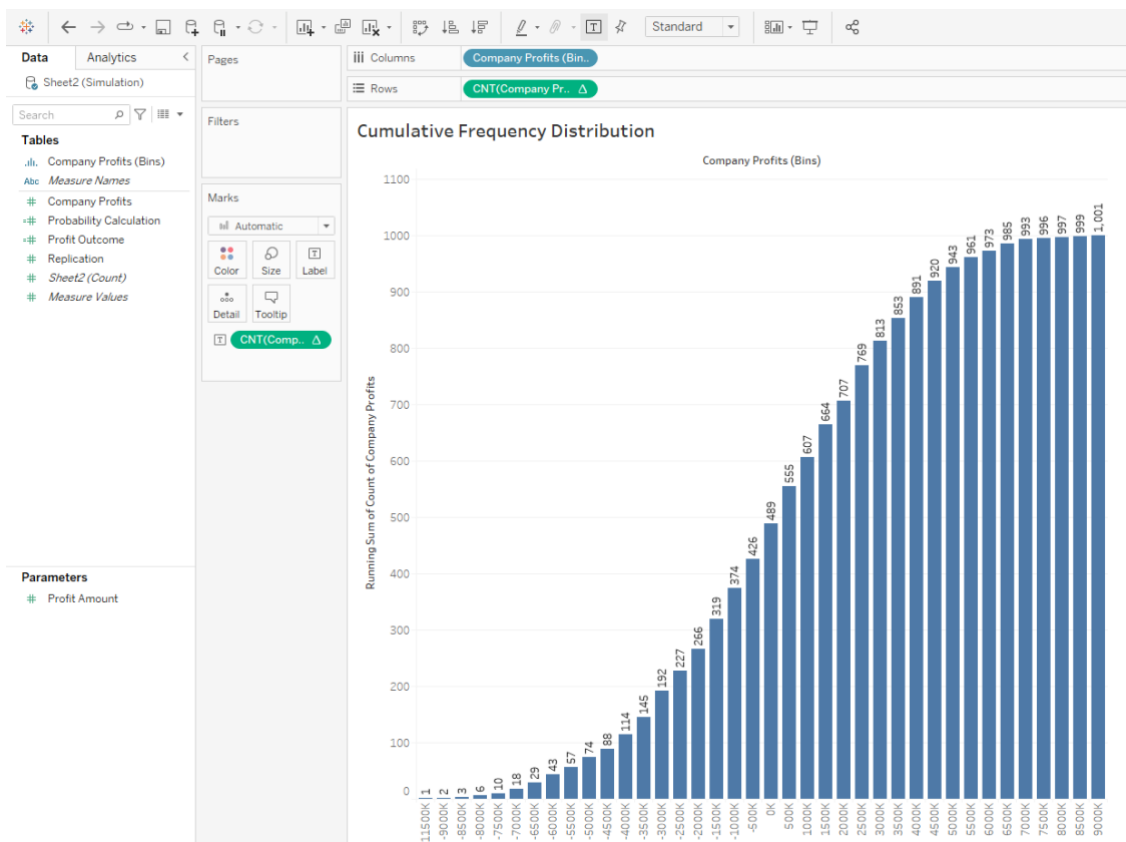 Standard
Data
Analytics
Sheet2 (Simulation)
Search
Tables
Company Profits (Bins)
Abc Measure Names
Company Profits
Probability Calculation
Profit Outcome
Replication
Sheet2 (Count)
Measure Values
Parameters
Profit Amount
Pages
Filters
Marks
Automatic
Color
Size
Label
Detail
Tooltip
CNT(Comp.. Δ
Columns
Company Profits (Bin..
Rows
CNT(Company Pr.. Δ
Cumulative Frequency Distribution
Company Profits (Bins)
Running Sum of Count of Company Profits
1100
1000
900
800
700
600
500
400
300
200
100
0
1
2
3
6
10
18
29
43
57
74
88
114
145
192
227
266
319
374
426
489
555
607
664
707
769
813
853
891
920
943
961
973
985
993
996
997
999
1,001
11500K
-9000K
-8500K
-8000K
-7500K
-7000K
-6500K
-6000K
-5500K
-5000K
-4500K
-4000K
-3500K
-3000K
-2500K
-2000K
-1500K
-1000K
-500K
0K
500K
1000K
1500K
2000K
2500K
3000K
3500K
4000K
4500K
5000K
5500K
6000K
6500K
7000K
7500K
8000K
8500K
9000K